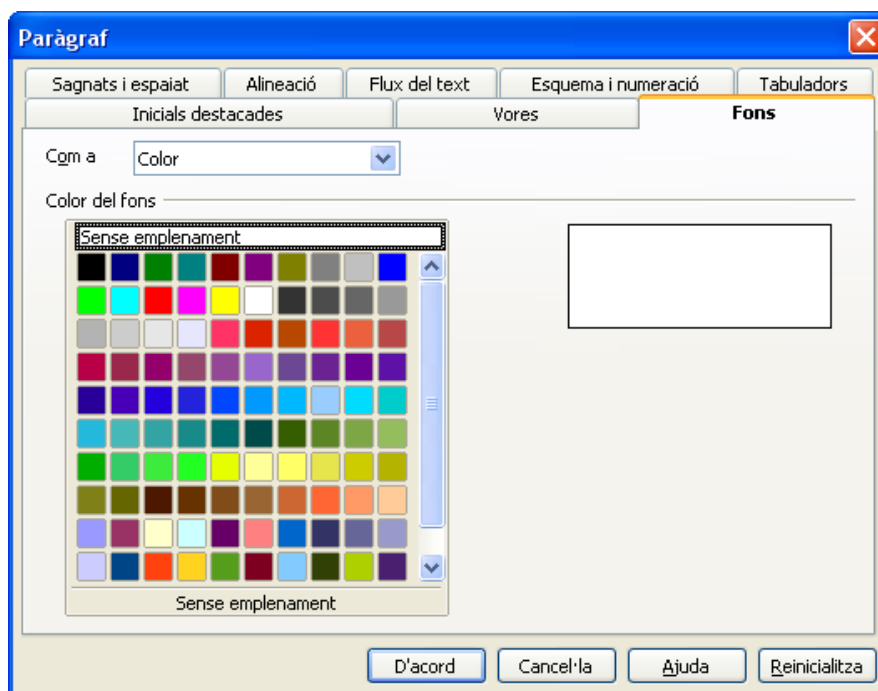 Paràgraf
Sagnats i espaiat Alineació Flux del text Esquema i numeració Tabuladors
Inicials destacades Vores Fons
Com a Color
Color del fons
Sense emplenament
Sense emplenament
D'acord Cancel·la Ajuda Reinicialitza